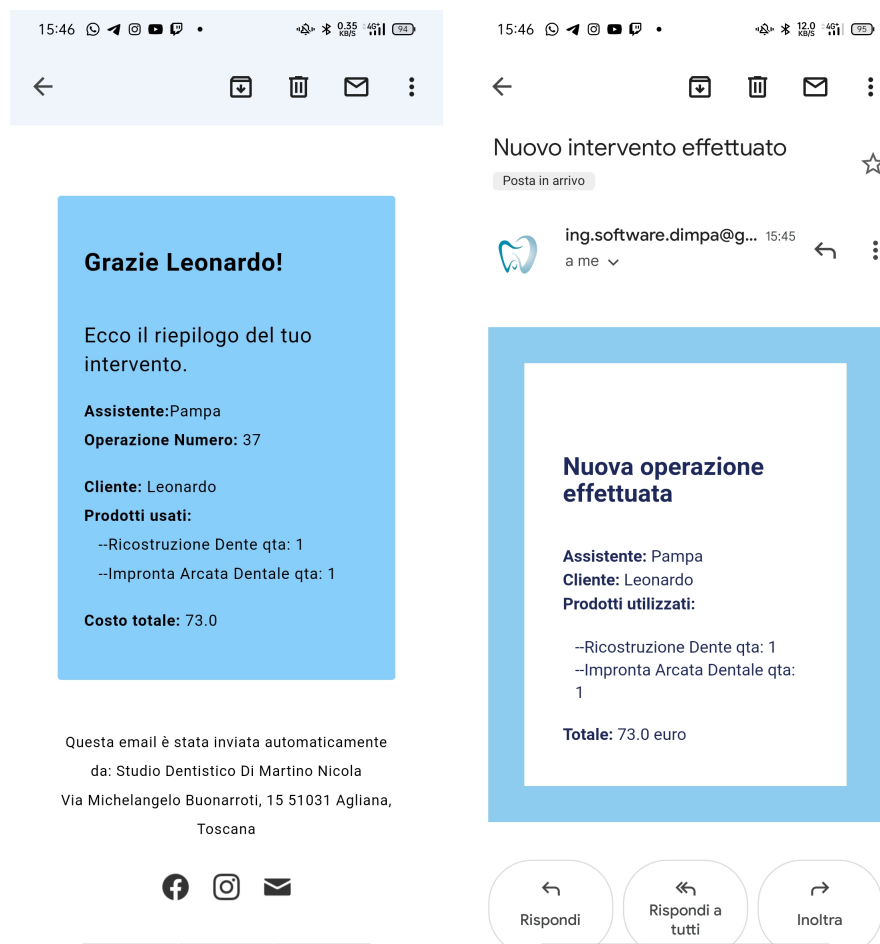 15:46
0.35
KB/S
4G+
94
Grazie Leonardo!
Ecco il riepilogo del tuo
intervento.
Assistente:Pampa
Operazione Numero: 37
Cliente: Leonardo
Prodotti usati:
--Ricostruzione Dente qta: 1
--Impronta Arcata Dentale qta: 1
Costo totale: 73.0
Questa email è stata inviata automaticamente
da: Studio Dentistico Di Martino Nicola
Via Michelangelo Buonarroti, 15 51031 Agliana,
Toscana
15:46
12.0
KB/S
4G+
95
Nuovo intervento effettuato
Posta in arrivo
ing.software.dimpa@g... 15:45
a me
Nuova operazione
effettuata
Assistente: Pampa
Cliente: Leonardo
Prodotti utilizzati:
--Ricostruzione Dente qta: 1
--Impronta Arcata Dentale qta:
1
Totale: 73.0 euro
Rispondi
Rispondi a
tutti
Inoltra